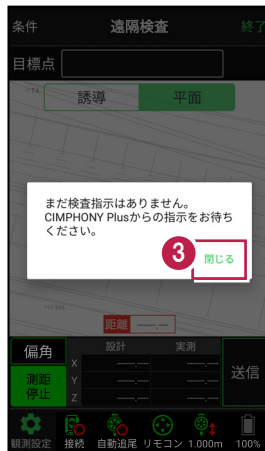 条件 遠隔検査 終了
目標点
誘導 平面
まだ検査指示はありません。
CIMPHONY Plusからの指示をお待ち
ください。
3 閉じる
距離 -----.---
偏角 設計 実測
X -----.--- -----.---
測距 Y -----.--- -----.--- 送信
停止 Z -----.--- -----.---
観測設定 接続 自動追尾 リモコン 1.000m 100%